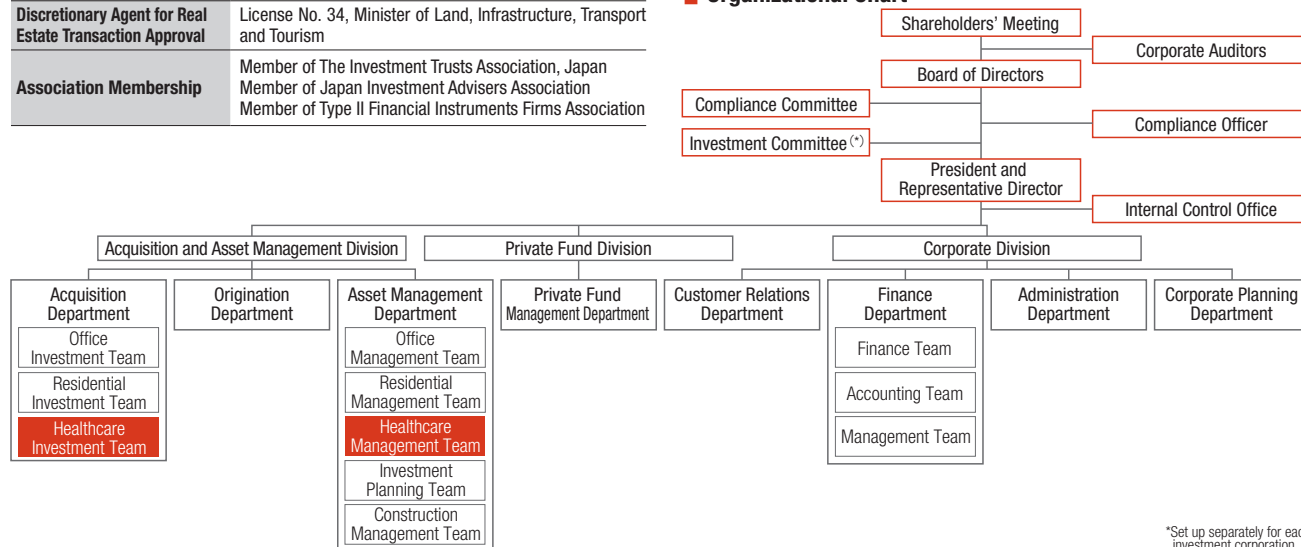 Discretionary Agent for Real
Estate Transaction Approval
License No. 34, Minister of Land, Infrastructure, Transport
and Tourism
Association Membership
Member of The Investment Trusts Association, Japan
Member of Japan Investment Advisers Association
Member of Type II Financial Instruments Firms Association
Organizational Chart
Shareholders' Meeting
Corporate Auditors
Board of Directors
Compliance Committee
Compliance Officer
Investment Committee (*)
President and
Representative Director
Internal Control Office
Acquisition and Asset Management Division
Private Fund Division
Corporate Division
Acquisition
Department
Office
Investment Team
Residential
Investment Team
Healthcare
Investment Team
Origination
Department
Asset Management
Department
Office
Management Team
Residential
Management Team
Healthcare
Management Team
Investment
Planning Team
Construction
Management Team
Private Fund
Management Department
Customer Relations
Department
Finance
Department
Finance Team
Accounting Team
Management Team
Administration
Department
Corporate Planning
Department
*Set up separately for
investment corporation